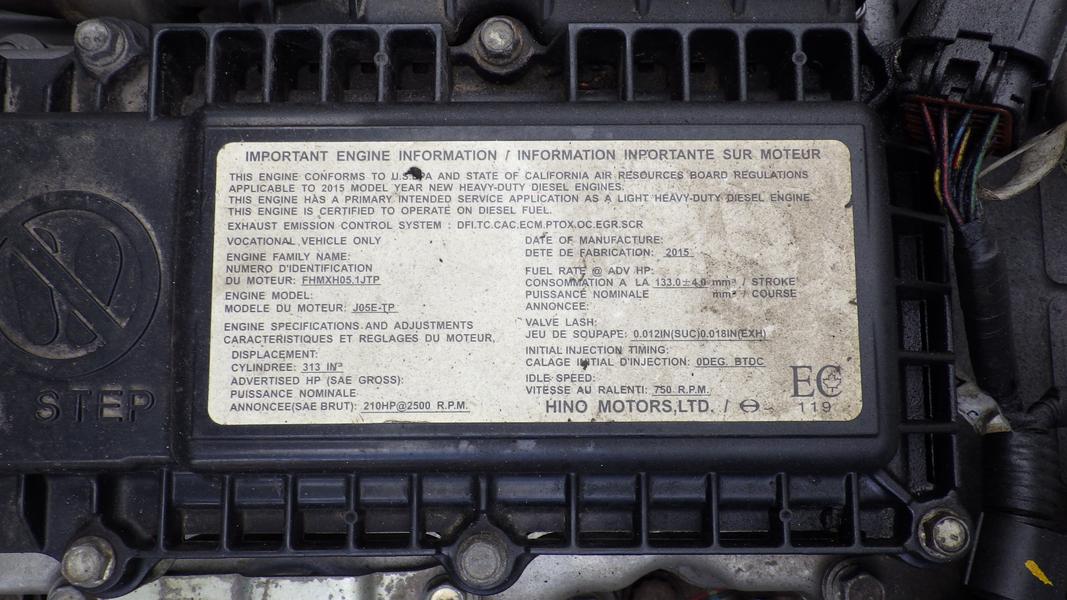 IMPORTANT ENGINE INFORMATION / INFORMATION INPORTANTE SUR MOTEUR
THIS ENGINE CONFORMS TO U.S.EPA AND STATE OF CALIFORNIA AIR RESOURCES BOARD REGULATIONS
APPLICABLE TO 2015 MODEL YEAR NEW HEAVY-DUTY DIESEL ENGINES.
THIS ENGINE HAS A PRIMARY INTENDED SERVICE APPLICATION AS A LIGHT HEAVY-DUTY DIESEL ENGINE.
THIS ENGINE IS CERTIFIED TO OPERATE ON DIESEL FUEL.
EXHAUST EMISSION CONTROL SYSTEM : DFI.TC.CAC.ECM.PTOX.OC.EGR.SCR
VOCATIONAL VEHICLE ONLY
ENGINE FAMILY NAME:
NUMERO D'IDENTIFICATION
DU MOTEUR: FHMXH05.1JTP
ENGINE MODEL:
MODELE DU MOTEUR: J05E-TP
ENGINE SPECIFICATIONS AND ADJUSTMENTS
CARACTERISTICES ET REGLAGES DU MOTEUR,
DISPLACEMENT:
CYLINDREE: 313 IN³
ADVERTISED HP (SAE GROSS):
PUISSANCE NOMINALE
ANNONCEE(SAE BRUT): 210HP@2500 R.P.M.
DATE OF MANUFACTURE:
DETE DE FABRICATION: 2015
FUEL RATE @ ADV HP:
CONSOMMATION A LA 133.0±4.0 mm³ / STROKE
PUISSANCE NOMINALE mm³ / COURSE
ANNONCEE:
VALVE LASH:
JEU DE SOUPAPE: 0.012IN(SUC)0.018IN(EXH)
INITIAL INJECTION TIMING:
CALAGE INITIAL D'INJECTION: 0DEG. BTDC
IDLE SPEED:
VITESSE AU RALENTI: 750 R.P.M.
HINO MOTORS,LTD. /
EC
119
STEP